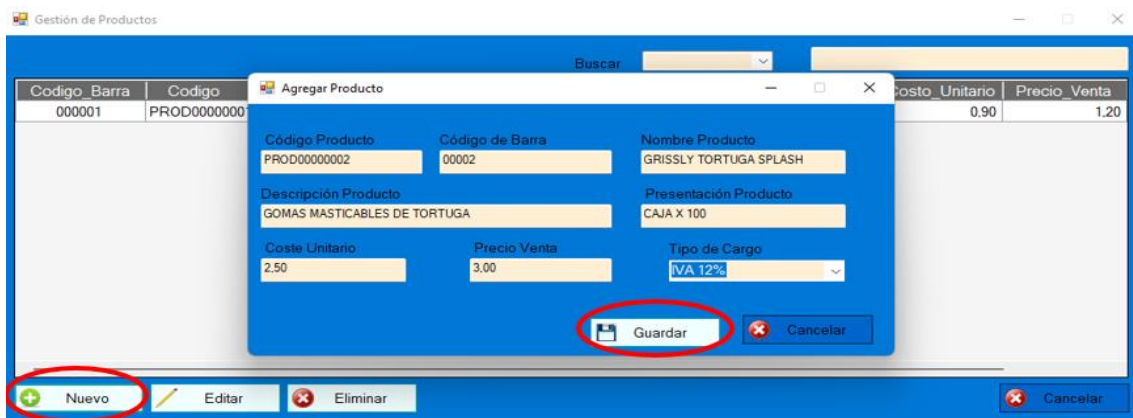 Gestión de Productos
Buscar
Codigo_Barra Codigo Costo_Unitario Precio_Venta
000001 PROD0000000 0,90 1,20
Agregar Producto
Código Producto Código de Barra Nombre Producto
PROD00000002 00002 GRISSLY TORTUGA SPLASH
Descripción Producto Presentación Producto
GOMAS MASTICABLES DE TORTUGA CAJA X 100
Coste Unitario Precio Venta Tipo de Cargo
2,50 3,00 IVA 12%
Guardar Cancelar
Nuevo Editar Eliminar Cancelar